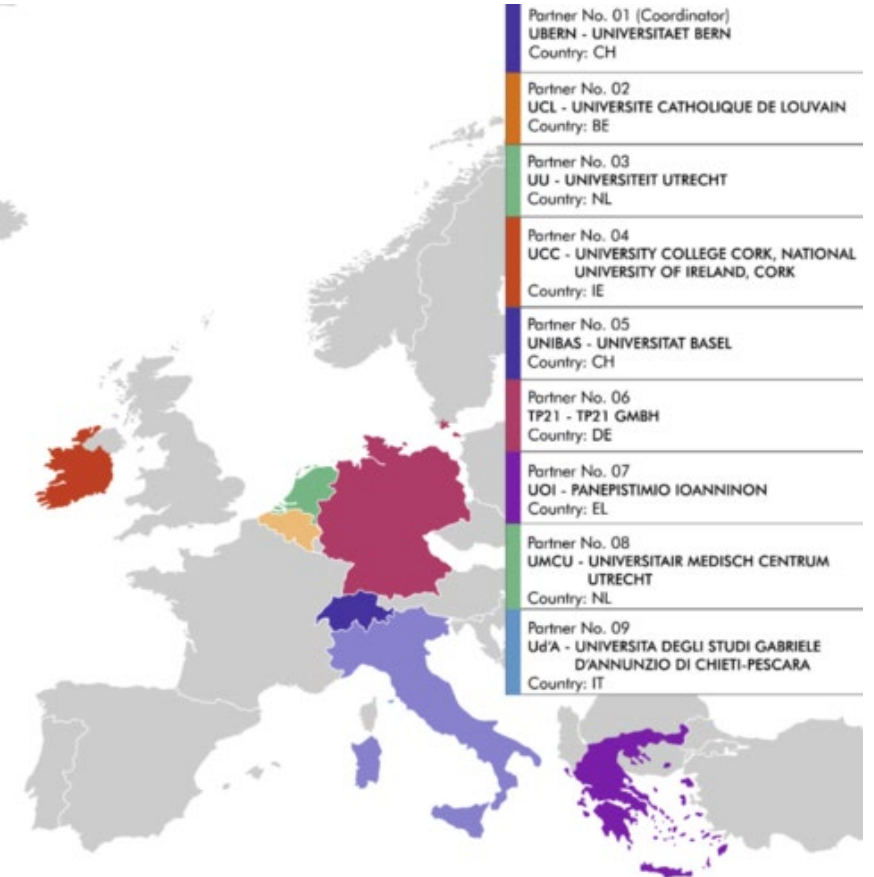 Partner No. 01 (Coordinator)
UBERN - UNIVERSITAET BERN
Country: CH
Partner No. 02
UCL - UNIVERSITE CATHOLIQUE DE LOUVAIN
Country: BE
Partner No. 03
UU - UNIVERSITEIT UTRECHT
Country: NL
Partner No. 04
UCC - UNIVERSITY COLLEGE CORK, NATIONAL
UNIVERSITY OF IRELAND, CORK
Country: IE
Partner No. 05
UNIBAS - UNIVERSITAT BASEL
Country: CH
Partner No. 06
TP21 - TP21 GMBH
Country: DE
Partner No. 07
UOI - PANEPISTIMIO IOANNINON
Country: EL
Partner No. 08
UMCU - UNIVERSITAIR MEDISCH CENTRUM
UTRECHT
Country: NL
Partner No. 09
Ud'A - UNIVERSITA DEGLI STUDI GABRIELE
D'ANNUNZIO DI CHIETI-PESCARA
Country: IT